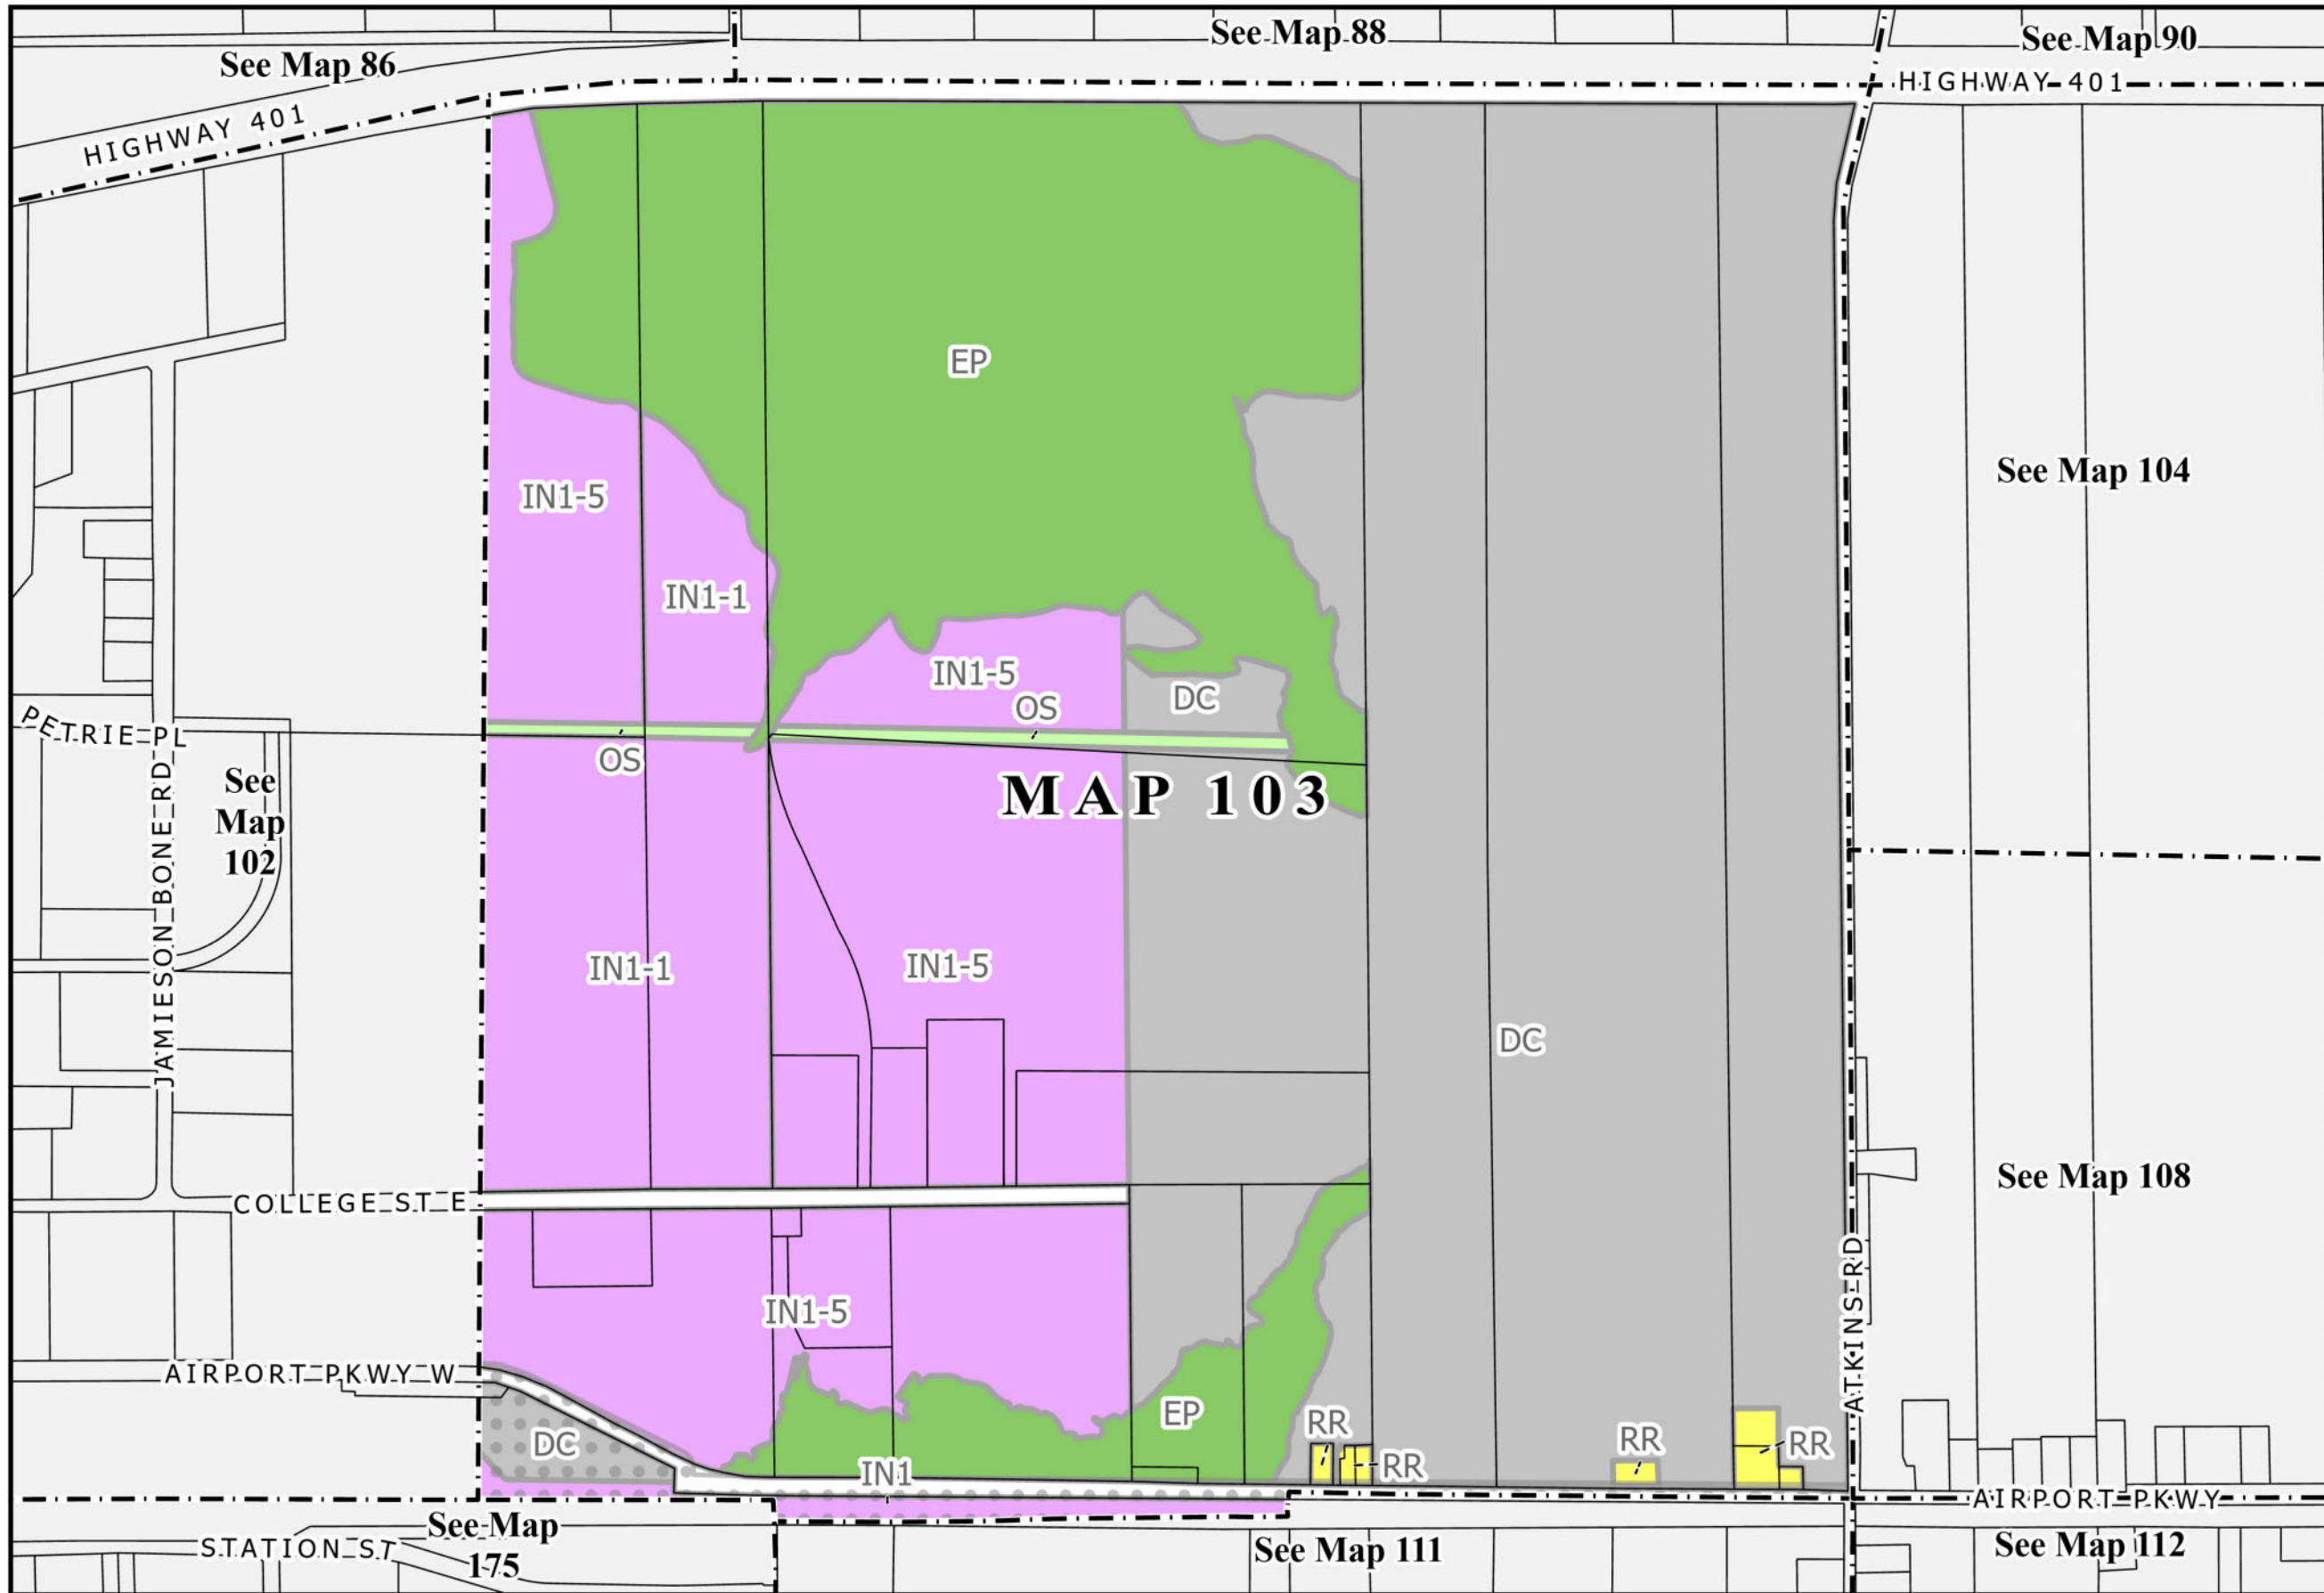 See Map 88
See Map 90
See Map 86
HIGHWAY 401
HIGHWAY 401
EP
See Map 104
IN1-5
IN1-1
IN1-5
DC
OS
PETRIE PL
OS
See
Map
102
MAP 103
JAMIESON BONE RD
IN1-1
IN1-5
DC
See Map 108
COLLEGE ST E
ATKINS RD
IN1-5
AIRPORT PKWY W
EP
RR
RR
RR
DC
RR
IN1
AIRPORT PKWY
See Map
175
STATION ST
See Map 111
See Map 112